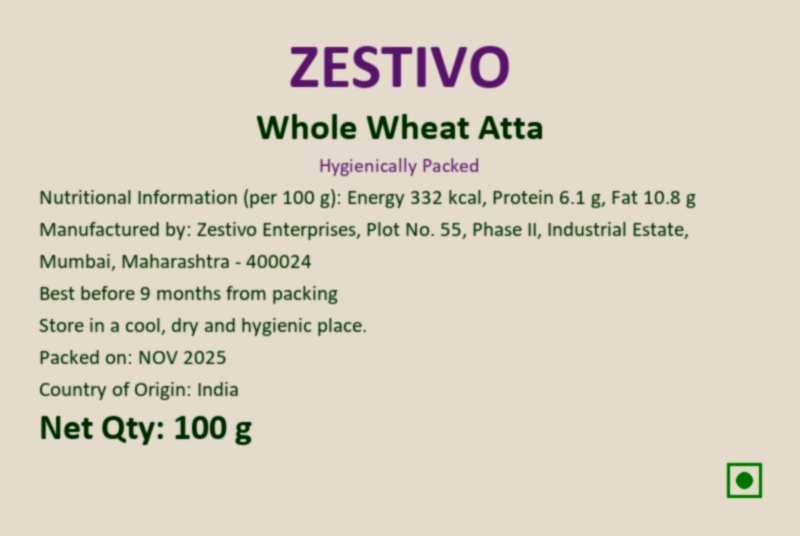 ZESTIVO
Whole Wheat Atta
Hygienically Packed
Nutritional Information (per 100 g): Energy 332 kcal, Protein 6.1 g, Fat 10.8 g
Manufactured by: Zestivo Enterprises, Plot No. 55, Phase II, Industrial Estate,
Mumbai, Maharashtra - 400024
Best before 9 months from packing
Store in a cool, dry and hygienic place.
Packed on: NOV 2025
Country of Origin: India
Net Qty: 100 g